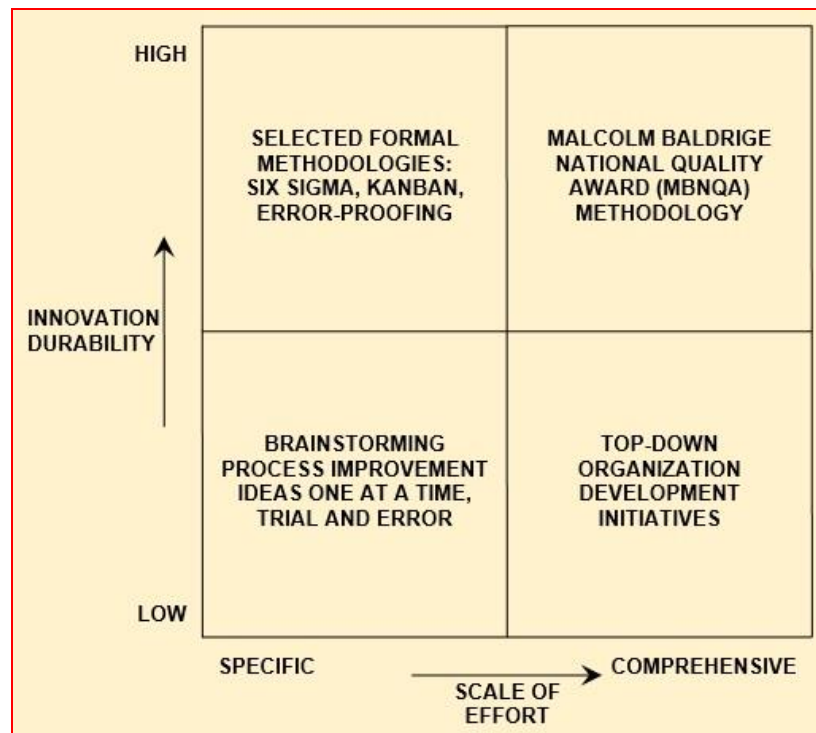 HIGH
SELECTED FORMAL
METHODOLOGIES:
SIX SIGMA, KANBAN,
ERROR-PROOFING
MALCOLM BALDRIGE
NATIONAL QUALITY
AWARD (MBNQA)
METHODOLOGY
INNOVATION
DURABILITY
BRAINSTORMING
PROCESS IMPROVEMENT
IDEAS ONE AT A TIME,
TRIAL AND ERROR
TOP-DOWN
ORGANIZATION
DEVELOPMENT
INITIATIVES
LOW
SPECIFIC
COMPREHENSIVE
SCALE OF
EFFORT